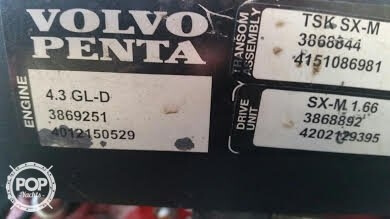 VOLVO
PENTA
ENGINE
4.3 GL-D
3869251
4012150529
TRANSOM
ASSEMBLY
TSK SX-M
3868844
4151086981
DRIVE
UNIT
SX-M 1.66
3868892
4202129395
POP
Yachts